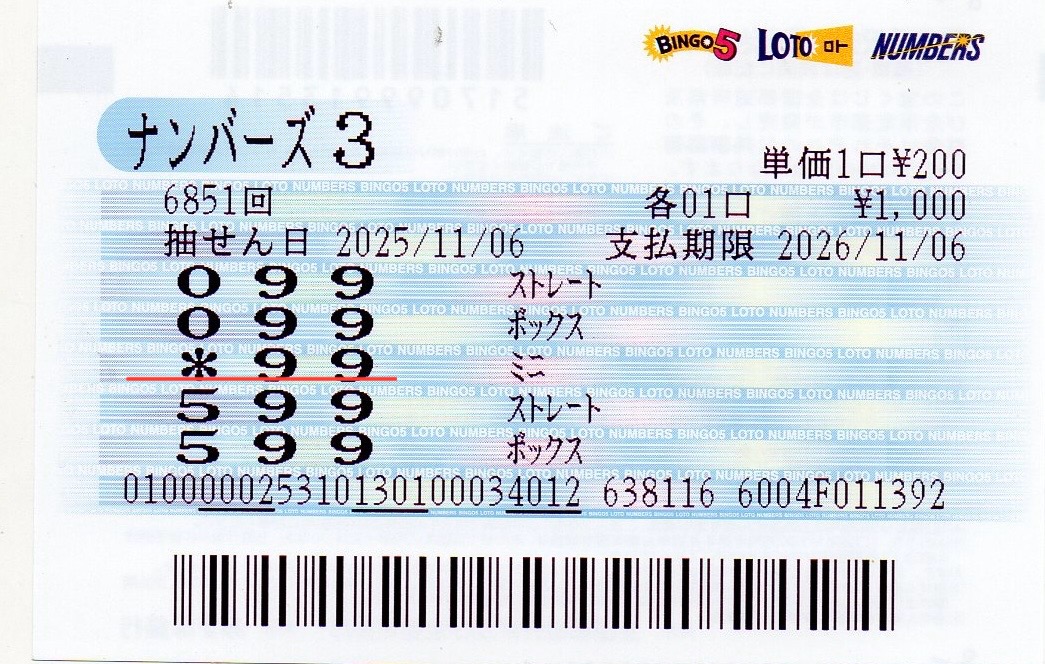 BINGO5 LOTO ロト NUMBERS
ナンバーズ3
単価1口¥200
6851回 各01口 ¥1,000
抽せん日 2025/11/06 支払期限 2026/11/06
0 9 9 ストレート
0 9 9 ボックス
* 9 9 ミニ
5 9 9 ストレート
5 9 9 ボックス
010000025310130100034012 638116 6004F011392